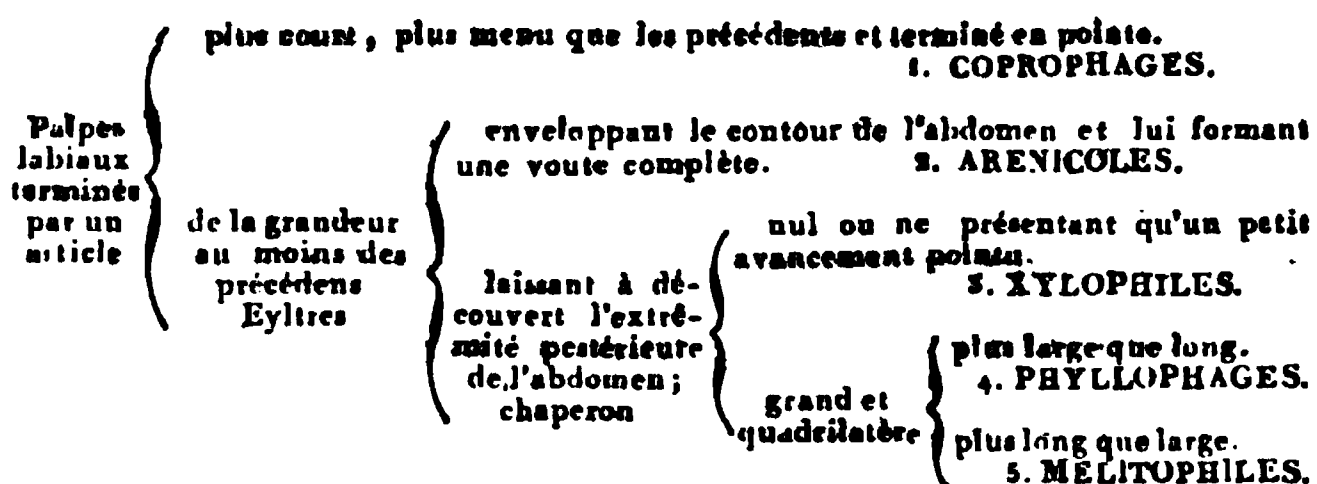 plus court, plus menu que les précédents et terminé en pointe.
1. COPROPHAGES.
Palpes
labiaux
terminés
par un
article
de la grandeur
au moins des
précédens
Eyltres
enveloppant le contour de l'abdomen et lui formant
une voute complète. 2. ARENICOLES.
laissant à dé-
couvert l'extrê-
mité postérieure
de l'abdomen;
chaperon
nul ou ne présentant qu'un petit
avancement pointu.
3. XYLOPHILES.
grand et
quadrilatère
plus large que long.
4. PHYLLOPHAGES.
plus long que large.
5. MELITOPHILES.